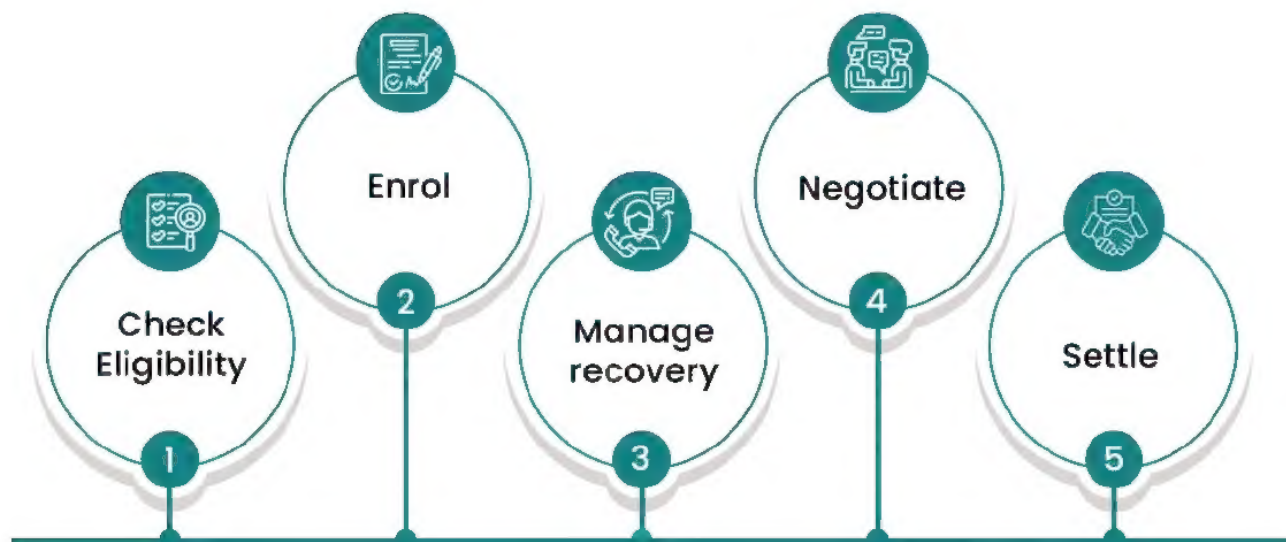 Check
Eligibility
1
Enrol
2
Manage
recovery
3
Negotiate
4
Settle
5